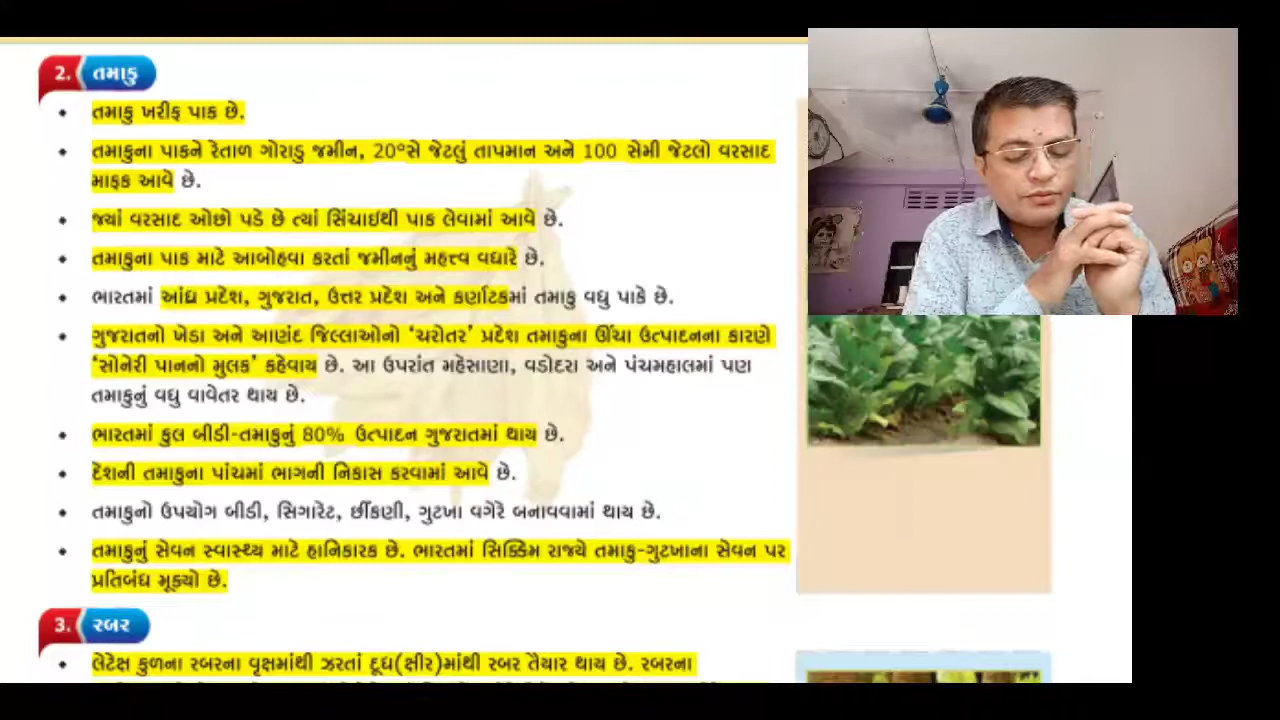 2. તમાકુ
• તમાકુ ખરીફ પાક છે.
• તમાકુના પાકને રેતાળ ગોરાડુ જમીન, 20°સે જેટલું તાપમાન અને 100 સેમી જેટલો વરસાદ
માફક આવે છે.
• જ્યાં વરસાદ ઓછો પડે છે ત્યાં સિંચાઈથી પાક લેવામાં આવે છે.
• તમાકુના પાક માટે આબોહવા કરતાં જમીનનું મહત્ત્વ વધારે છે.
• ભારતમાં આંધ્ર પ્રદેશ, ગુજરાત, ઉત્તર પ્રદેશ અને કર્ણાટકમાં તમાકુ વધુ પાકે છે.
• ગુજરાતનો ખેડા અને આણંદ જિલ્લાઓનો ‘ચરોતર’ પ્રદેશ તમાકુના ઊંચા ઉત્પાદનના કારણે
‘સોનેરી પાનનો મુલક’ કહેવાય છે. આ ઉપરાંત મહેસાણા, વડોદરા અને પંચમહાલમાં પણ
તમાકુનું વધુ વાવેતર થાય છે.
• ભારતમાં કુલ બીડી-તમાકુનું 80% ઉત્પાદન ગુજરાતમાં થાય છે.
• દેશની તમાકુના પાંચમાં ભાગની નિકાસ કરવામાં આવે છે.
• તમાકુનો ઉપયોગ બીડી, સિગારેટ, છીંકણી, ગુટખા વગેરે બનાવવામાં થાય છે.
• તમાકુનું સેવન સ્વાસ્થ્ય માટે હાનિકારક છે. ભારતમાં સિક્કિમ રાજ્યે તમાકુ-ગુટખાના સેવન પર
પ્રતિબંધ મૂક્યો છે.
3. રબર
• લેટેક્ષ કુળના રબરના વૃક્ષમાંથી ઝરતાં દૂધ(ક્ષીર)માંથી રબર તૈયાર થાય છે. રબરના